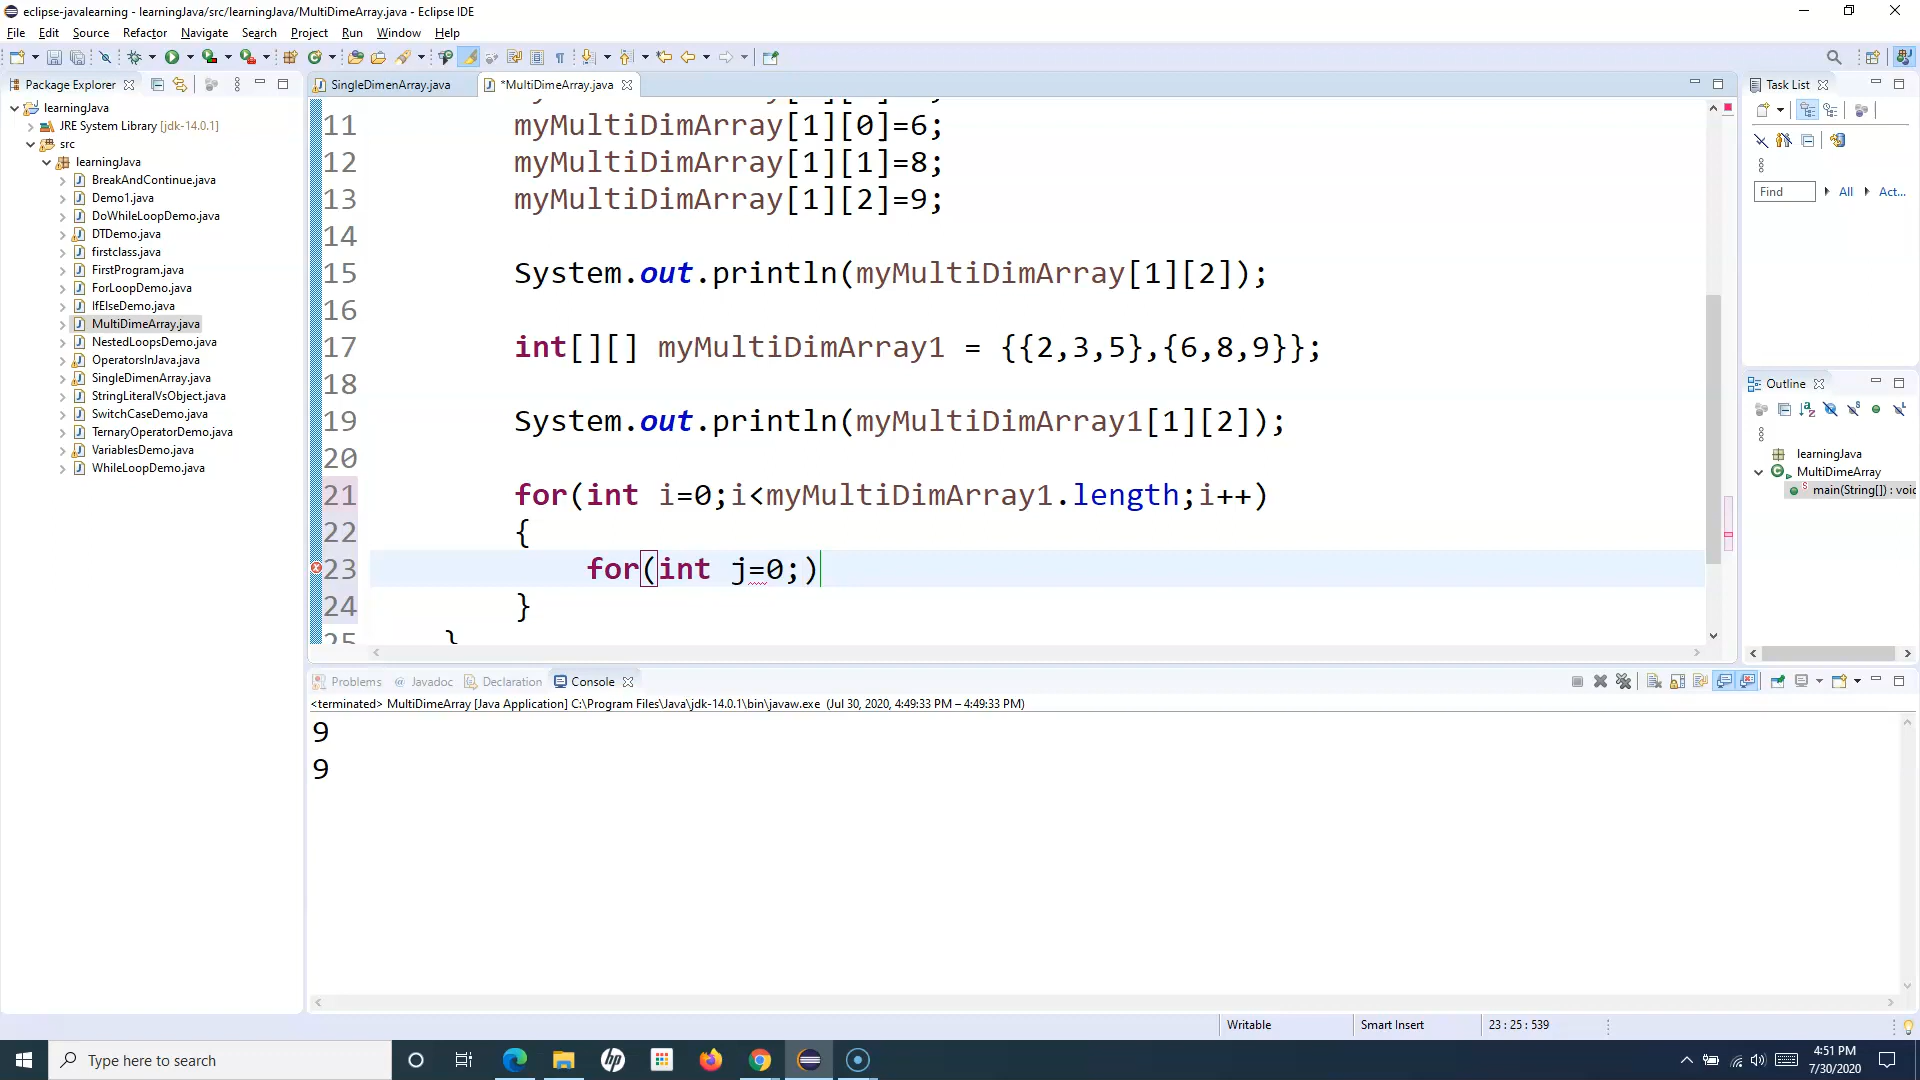 eclipse-javalearning - learningJava/src/learningJava/MultiDimeArray.java - Eclipse IDE
File Edit Source Refactor Navigate Search Project Run Window Help
Package Explorer
learningJava
JRE System Library [jdk-14.0.1]
src
learningJava
BreakAndContinue.java
Demo1.java
DoWhileLoopDemo.java
DTDemo.java
firstclass.java
FirstProgram.java
ForLoopDemo.java
IfElseDemo.java
MultiDimeArray.java
NestedLoopsDemo.java
OperatorsInJava.java
SingleDimenArray.java
StringLiteralVsObject.java
SwitchCaseDemo.java
TernaryOperatorDemo.java
VariablesDemo.java
WhileLoopDemo.java
SingleDimenArray.java *MultiDimeArray.java
11 myMultiDimArray[1][0]=6;
12 myMultiDimArray[1][1]=8;
13 myMultiDimArray[1][2]=9;
14
15 System.out.println(myMultiDimArray[1][2]);
16
17 int[][] myMultiDimArray1 = {{2,3,5},{6,8,9}};
18
19 System.out.println(myMultiDimArray1[1][2]);
20
21 for(int i=0;i<myMultiDimArray1.length;i++)
22 {
23 for(int j=0;)
24 }
25 }
Task List
Find All Act...
Outline
learningJava
MultiDimeArray
main(String[]) : void
Problems Javadoc Declaration Console
<terminated> MultiDimeArray [Java Application] C:\Program Files\Java\jdk-14.0.1\bin\javaw.exe (Jul 30, 2020, 4:49:33 PM – 4:49:33 PM)
9
9
Writable Smart Insert 23 : 25 : 539
Type here to search
4:51 PM
7/30/2020